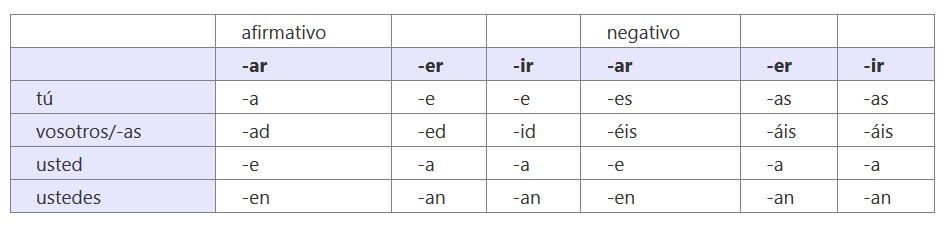 afirmativo negativo
-ar -er -ir -ar -er -ir
tú -a -e -e -es -as -as
vosotros/-as -ad -ed -id -éis -áis -áis
usted -e -a -a -e -a -a
ustedes -en -an -an -en -an -an